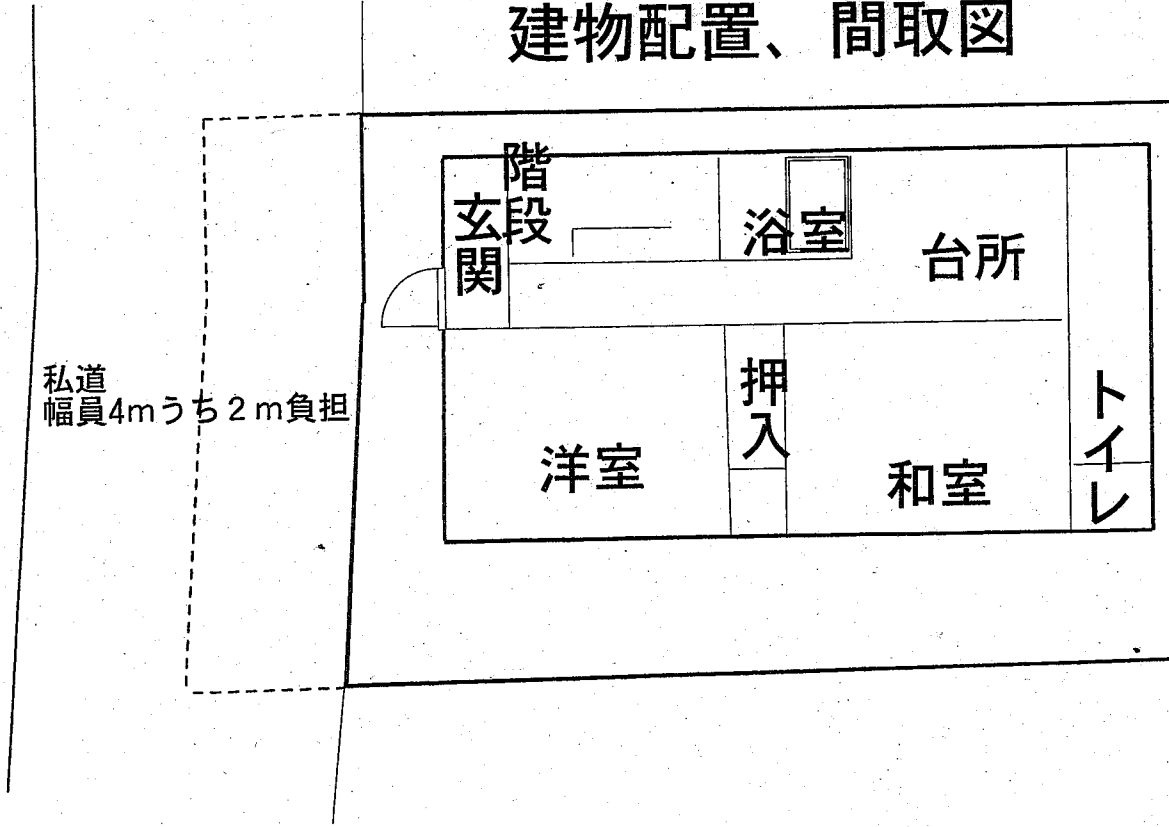 建物配置、間取図
階段
玄関
浴室
台所
私道
幅員4mうち２m負担
押入
トイレ
洋室
和室